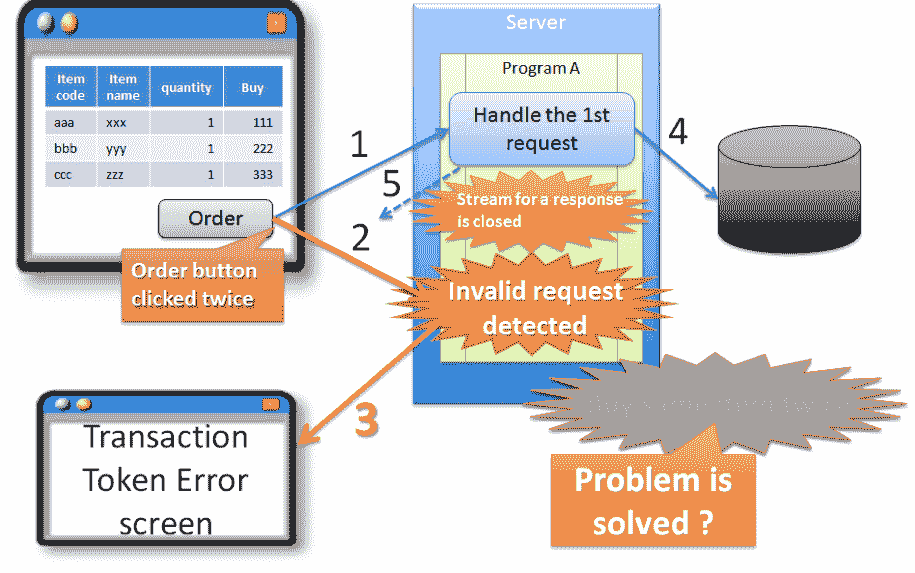 Server
Program A
Item code
Item name
quantity
Buy
aaa xxx 1 111
bbb yyy 1 222
ccc zzz 1 333
Order
Order button
clicked twice
Handle the 1st
request
1
5
2
4
Stream for a response
is closed
Invalid request
detected
3
Transaction
Token Error
screen
Problem is
solved ?